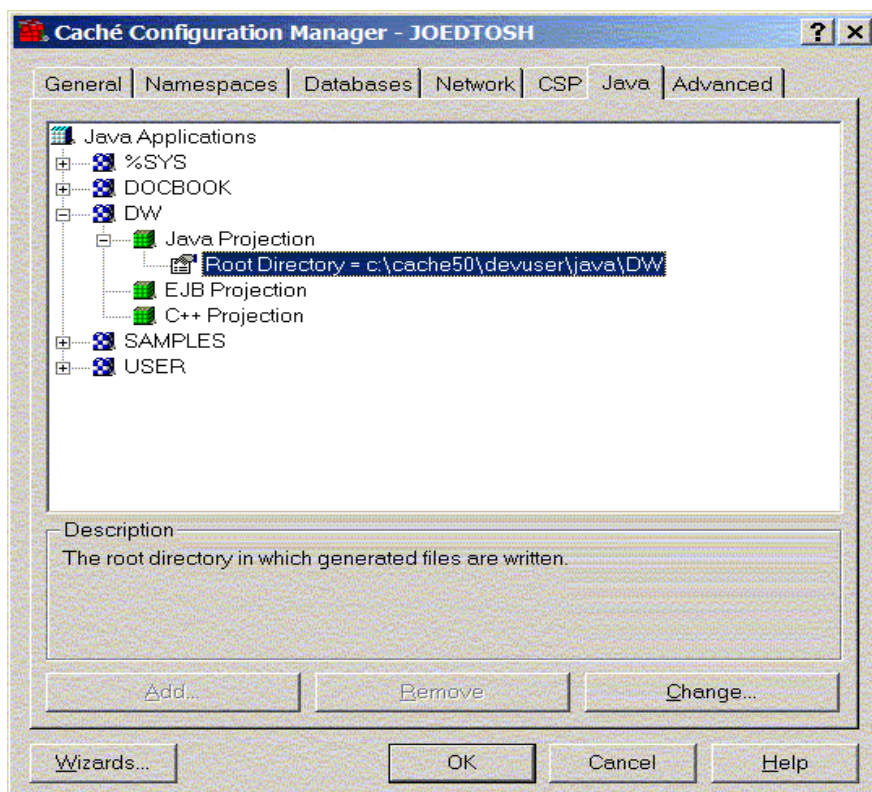 Caché Configuration Manager - JOEDTOSH
General Namespaces Databases Network CSP Java Advanced
Java Applications
%SYS
DOCBOOK
DW
Java Projection
Root Directory = c:\cache50\devuser\java\DW
EJB Projection
C++ Projection
SAMPLES
USER
Description
The root directory in which generated files are written.
Add... Remove Change...
Wizards... OK Cancel Help